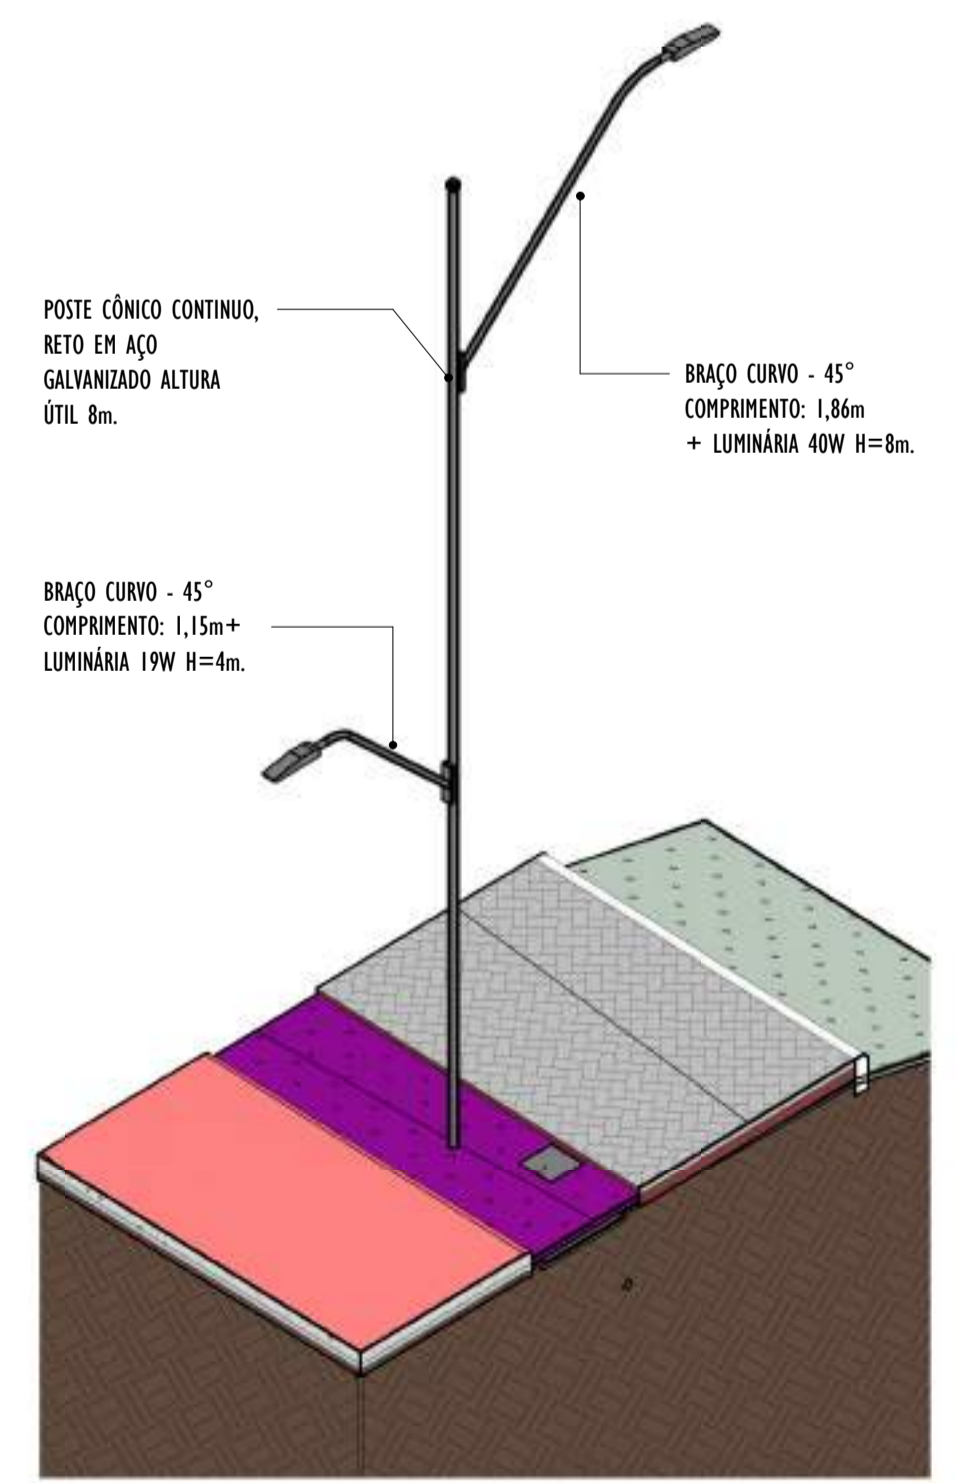 POSTE CÔNICO CONTINUO,
RETO EM AÇO
GALVANIZADO ALTURA
ÚTIL 8m.
BRAÇO CURVO - 45°
COMPRIMENTO: 1,86m
+ LUMINÁRIA 40W H=8m.
BRAÇO CURVO - 45°
COMPRIMENTO: 1,15m+
LUMINÁRIA 19W H=4m.